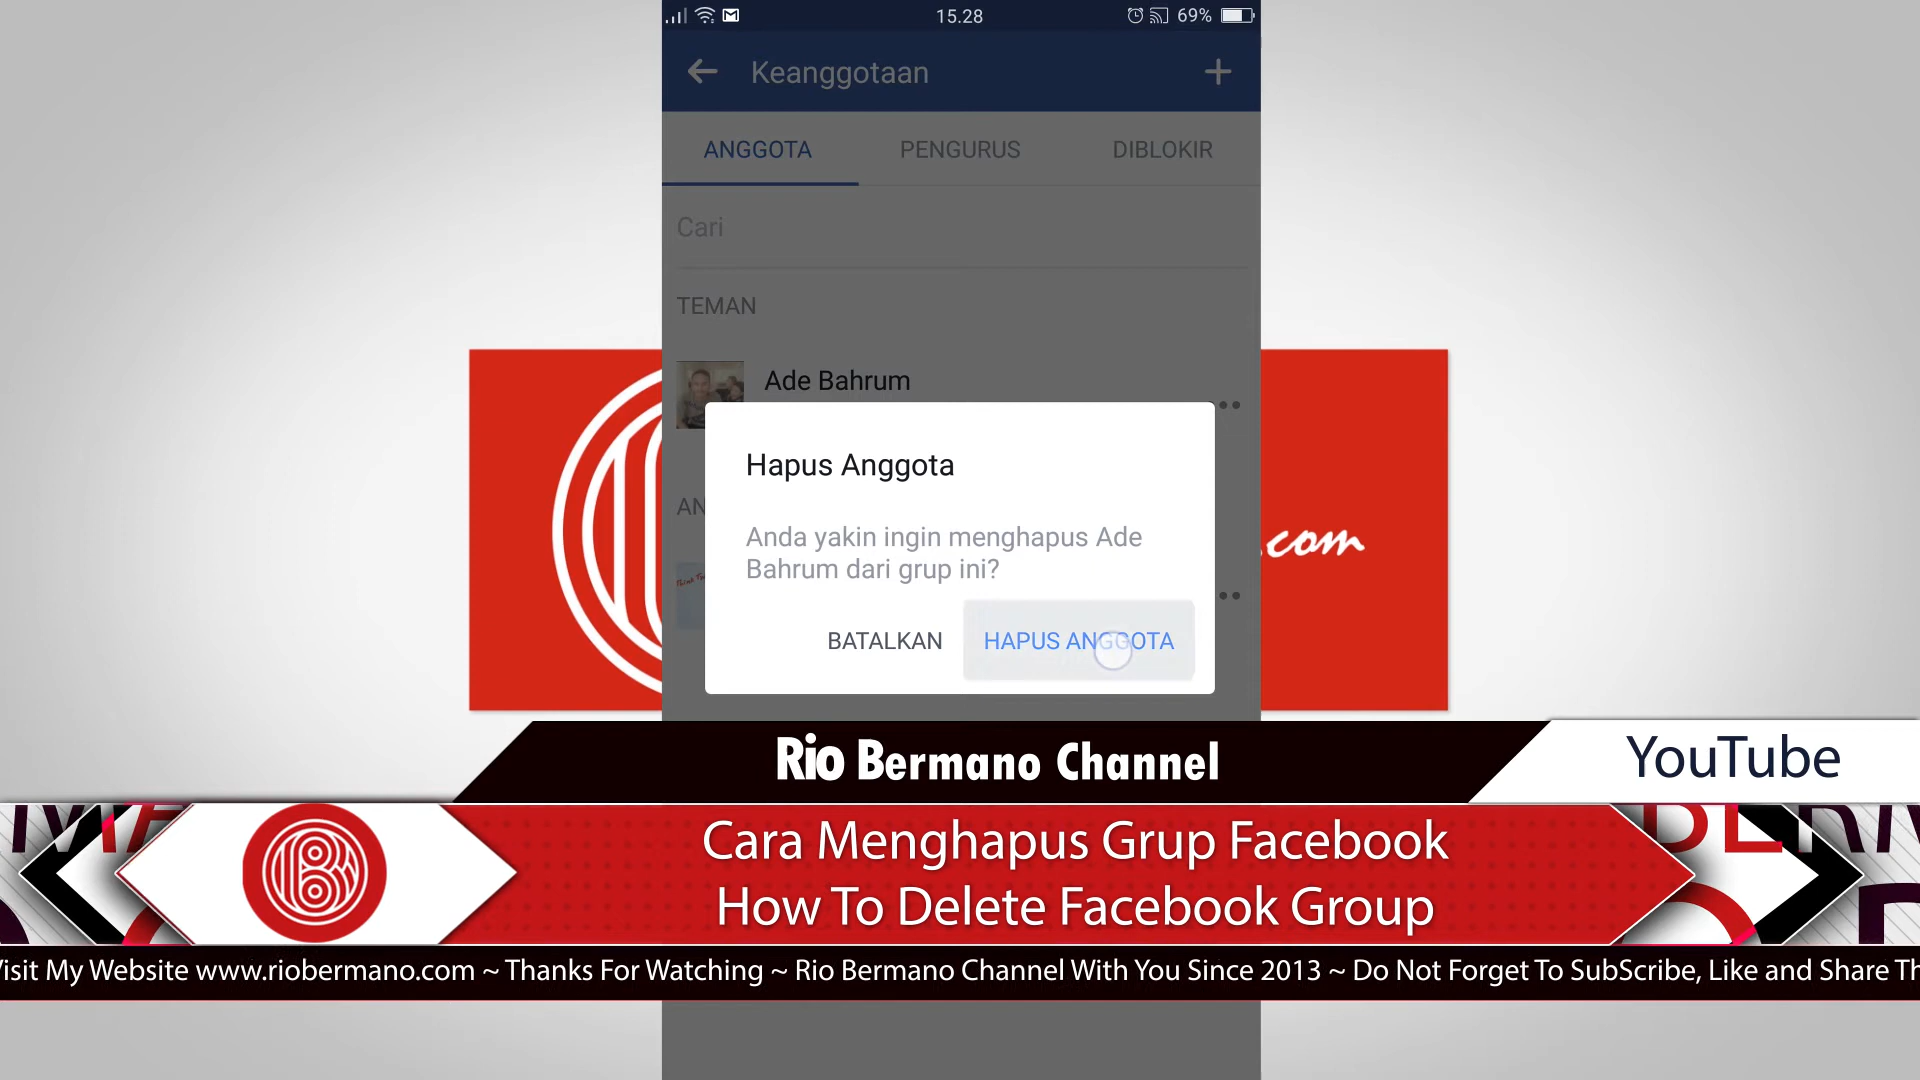 15.28
69%
Keanggotaan
ANGGOTA
PENGURUS
DIBLOKIR
Cari
TEMAN
Ade Bahrum
Hapus Anggota
AN
Anda yakin ingin menghapus Ade
Bahrum dari grup ini?
BATALKAN
HAPUS ANGGOTA
.com
Rio Bermano Channel
YouTube
Cara Menghapus Grup Facebook
How To Delete Facebook Group
isit My Website www.riobermano.com ~ Thanks For Watching ~ Rio Bermano Channel With You Since 2013 ~ Do Not Forget To SubScribe, Like and Share Th